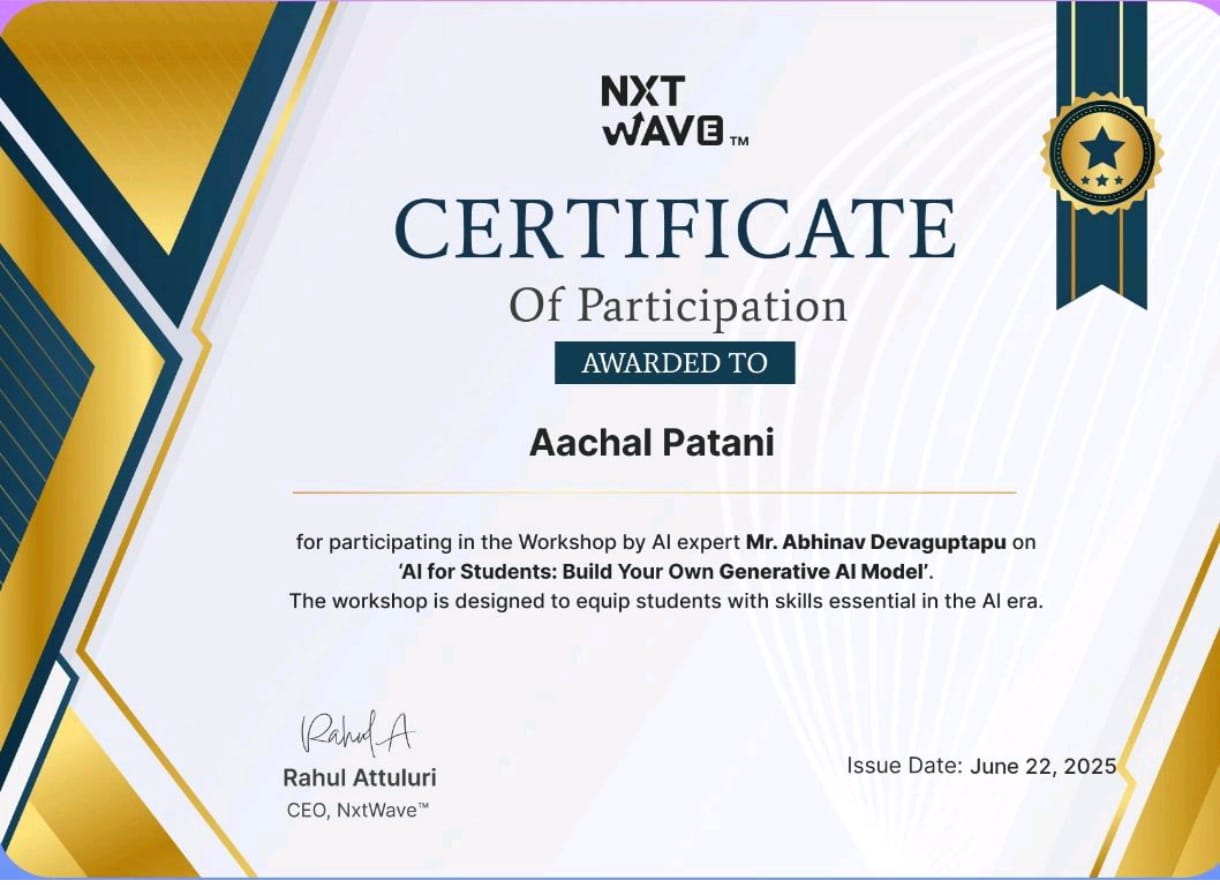 NXT
WAVE™
CERTIFICATE
Of Participation
AWARDED TO
Aachal Patani
for participating in the Workshop by AI expert Mr. Abhinav Devaguptapu on
‘AI for Students: Build Your Own Generative AI Model’.
The workshop is designed to equip students with skills essential in the AI era.
Rahul A
Rahul Attuluri
CEO, NxtWave™
Issue Date: June 22, 2025